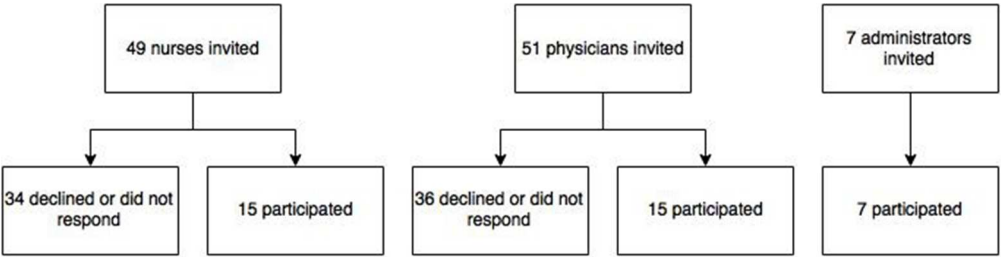 49 nurses invited
51 physicians invited
7 administrators
invited
34 declined or did not
respond
15 participated
36 declined or did not
respond
15 participated
7 participated